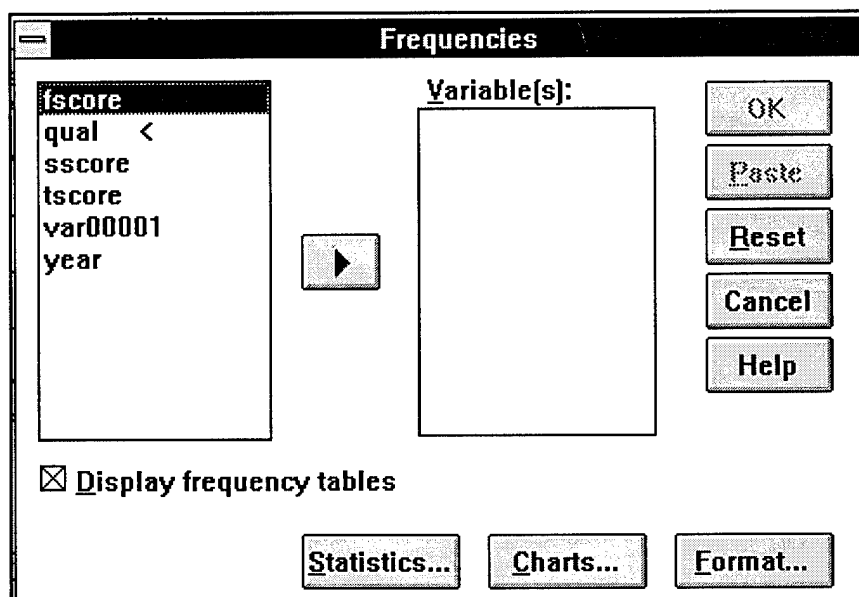 Frequencies
fscore
qual <
sscore
tscore
var00001
year
Variable(s):
OK
Paste
Reset
Cancel
Help
Display frequency tables
Statistics...
Charts...
Format...